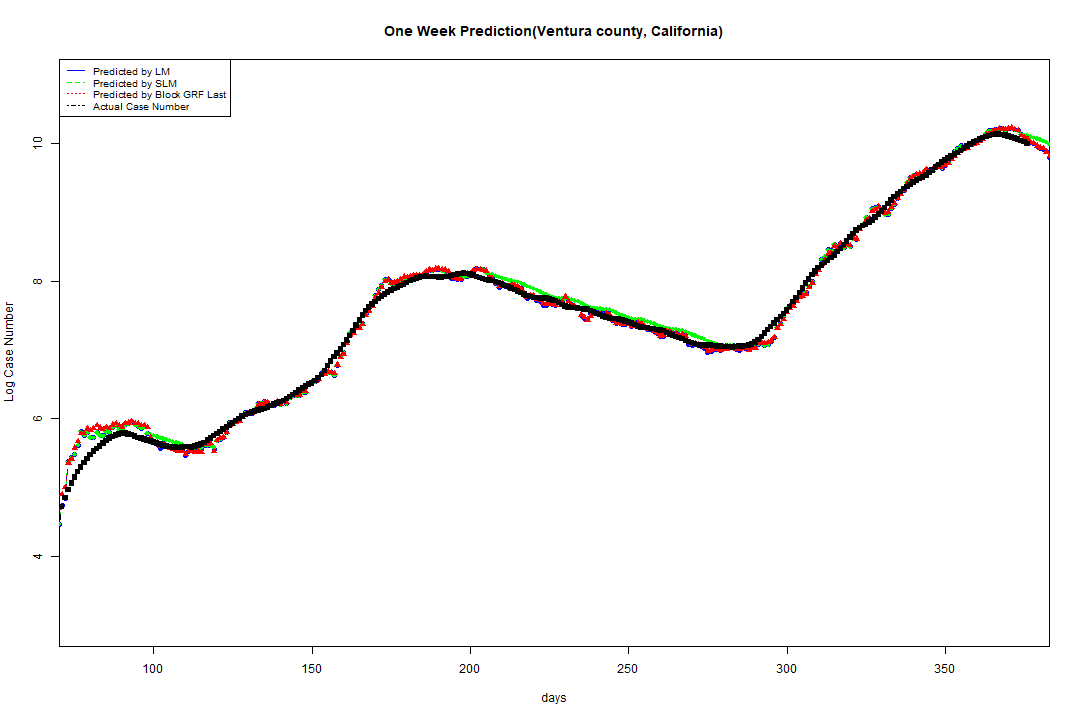 One Week Prediction(Ventura county, California)
Predicted by LM
Predicted by SLM
Predicted by Block GRF Last
Actual Case Number
10
8
6
4
Log Case Number
100 150 200 250 300 350
days